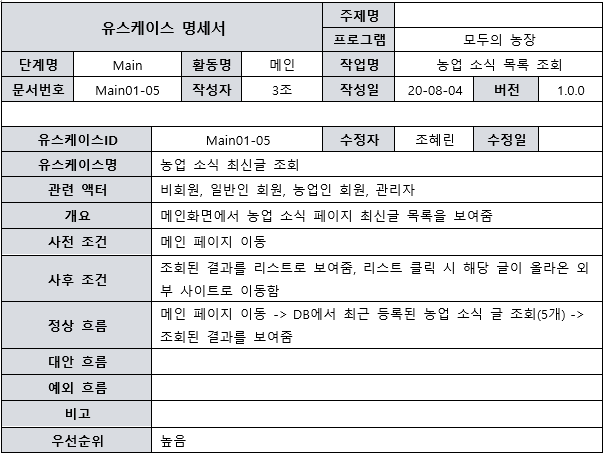 유스케이스 명세서
주제명
프로그램 모두의 농장
단계명 Main 활동명 메인 작업명 농업 소식 목록 조회
문서번호 Main01-05 작성자 3조 작성일 20-08-04 버전 1.0.0
유스케이스ID Main01-05 수정자 조혜린 수정일
유스케이스명 농업 소식 최신글 조회
관련 액터 비회원, 일반인 회원, 농업인 회원, 관리자
개요 메인화면에서 농업 소식 페이지 최신글 목록을 보여줌
사전 조건 메인 페이지 이동
사후 조건 조회된 결과를 리스트로 보여줌, 리스트 클릭 시 해당 글이 올라온 외
부 사이트로 이동함
정상 흐름 메인 페이지 이동 -> DB에서 최근 등록된 농업 소식 글 조회(5개) ->
조회된 결과를 보여줌
대안 흐름
예외 흐름
비고
우선순위 높음